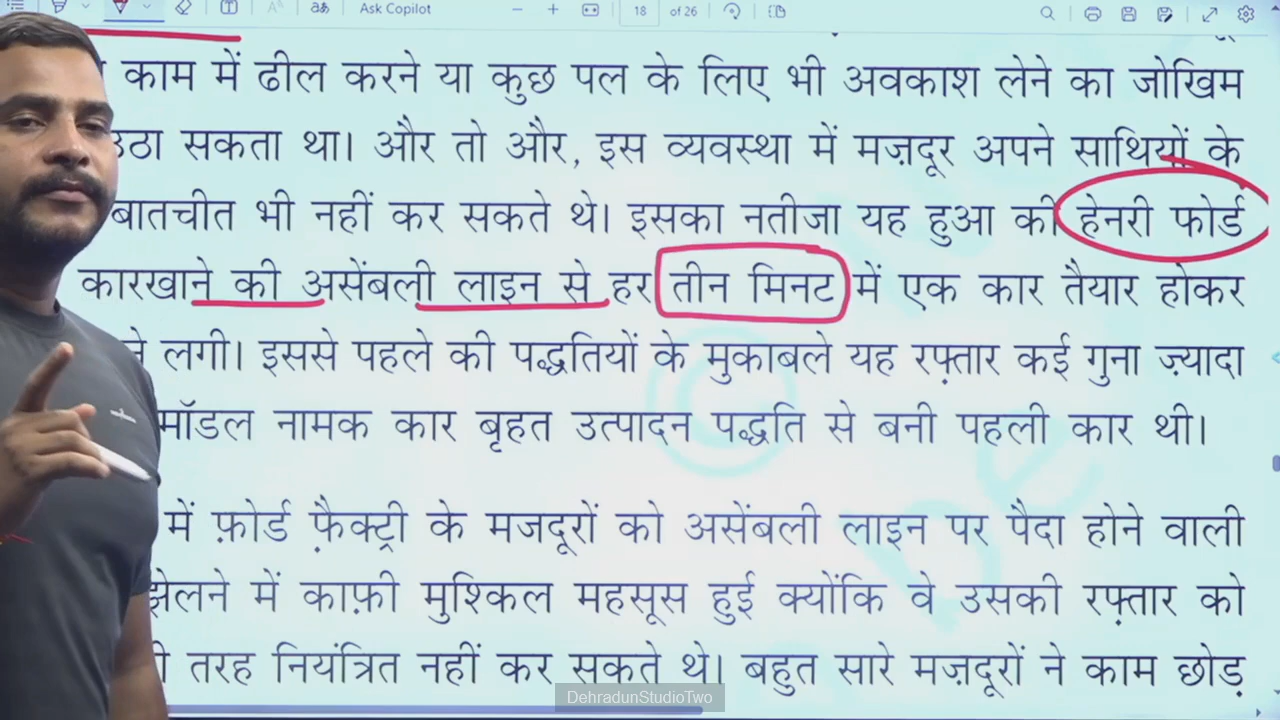 Ask Copilot
18 of 26
काम में ढील करने या कुछ पल के लिए भी अवकाश लेने का जोखिम
उठा सकता था। और तो और, इस व्यवस्था में मज़दूर अपने साथियों के
बातचीत भी नहीं कर सकते थे। इसका नतीजा यह हुआ की हेनरी फोर्ड
कारखाने की असेंबली लाइन से हर तीन मिनट में एक कार तैयार होकर
लगी। इससे पहले की पद्धतियों के मुकाबले यह रफ़्तार कई गुना ज़्यादा
मॉडल नामक कार बृहत उत्पादन पद्धति से बनी पहली कार थी।
में फ़ोर्ड फ़ैक्ट्री के मजदूरों को असेंबली लाइन पर पैदा होने वाली
झेलने में काफ़ी मुश्किल महसूस हुई क्योंकि वे उसकी रफ़्तार को
तरह नियंत्रित नहीं कर सकते थे। बहुत सारे मज़दूरों ने काम छोड़
DehradunStudioTwo